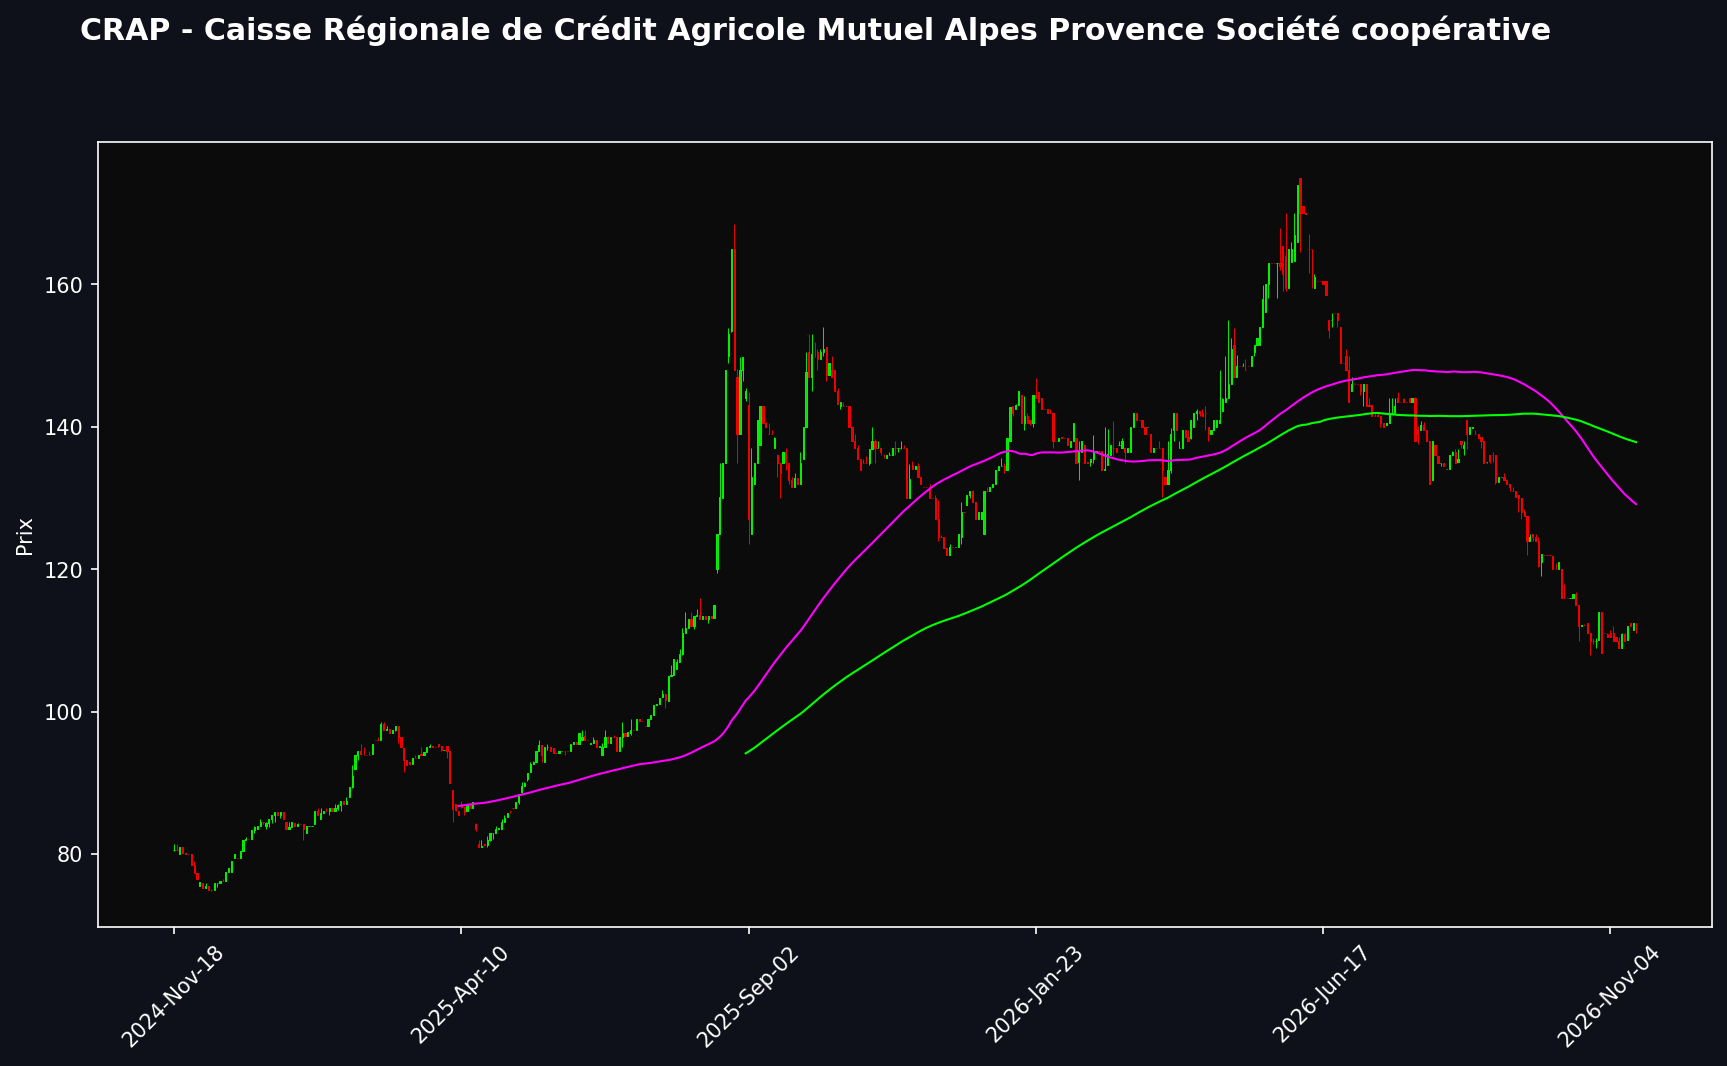 CRAP - Caisse Régionale de Crédit Agricole Mutuel Alpes Provence Société coopérative
Prix
160
140
120
100
80
2024-Nov-18
2025-Apr-10
2025-Sep-02
2026-Jan-23
2026-Jun-17
2026-Nov-04